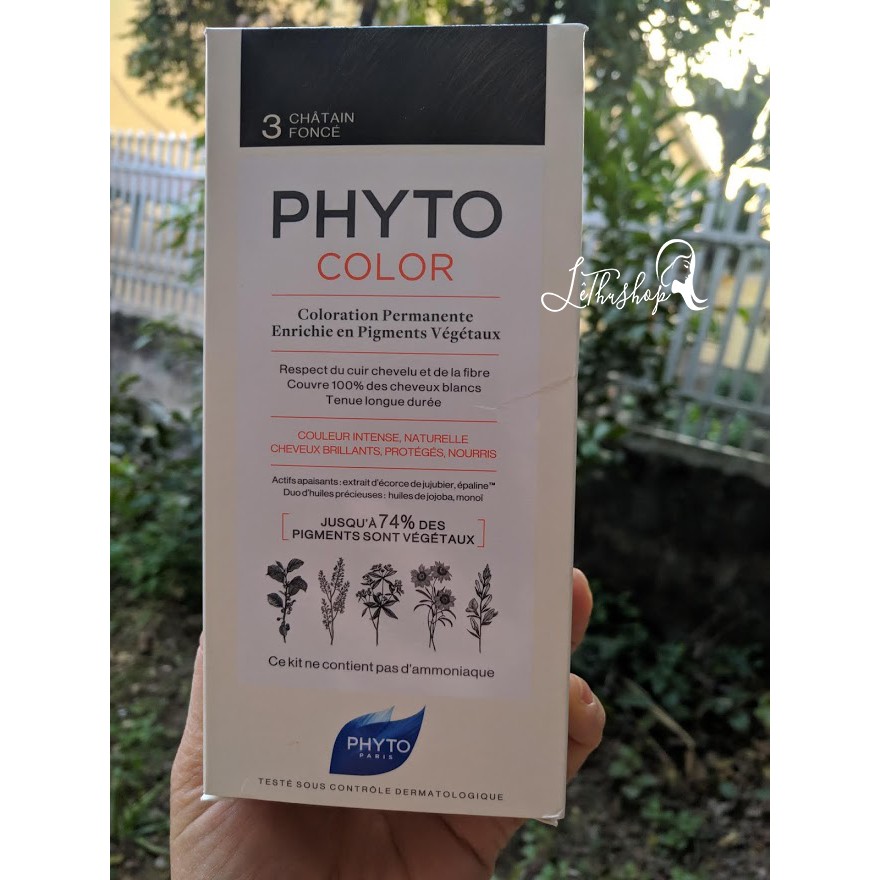 3 CHÂTAIN
FONCÉ
PHYTO
COLOR
LêThushop
Coloration Permanente
Enrichie en Pigments Végétaux
Respect du cuir chevelu et de la fibre
Couvre 100% des cheveux blancs
Tenue longue durée
COULEUR INTENSE, NATURELLE
CHEVEUX BRILLANTS, PROTÉGÉS, NOURRIS
Actifs apaisants : extrait d'écorce de jujubier, épaline™
Duo d'huiles précieuses : huiles de jojoba, monoï
JUSQU'À 74% DES
PIGMENTS SONT VÉGÉTAUX
Ce kit ne contient pas d'ammoniaque
PHYTO
PARIS
TESTÉ SOUS CONTRÔLE DERMATOLOGIQUE